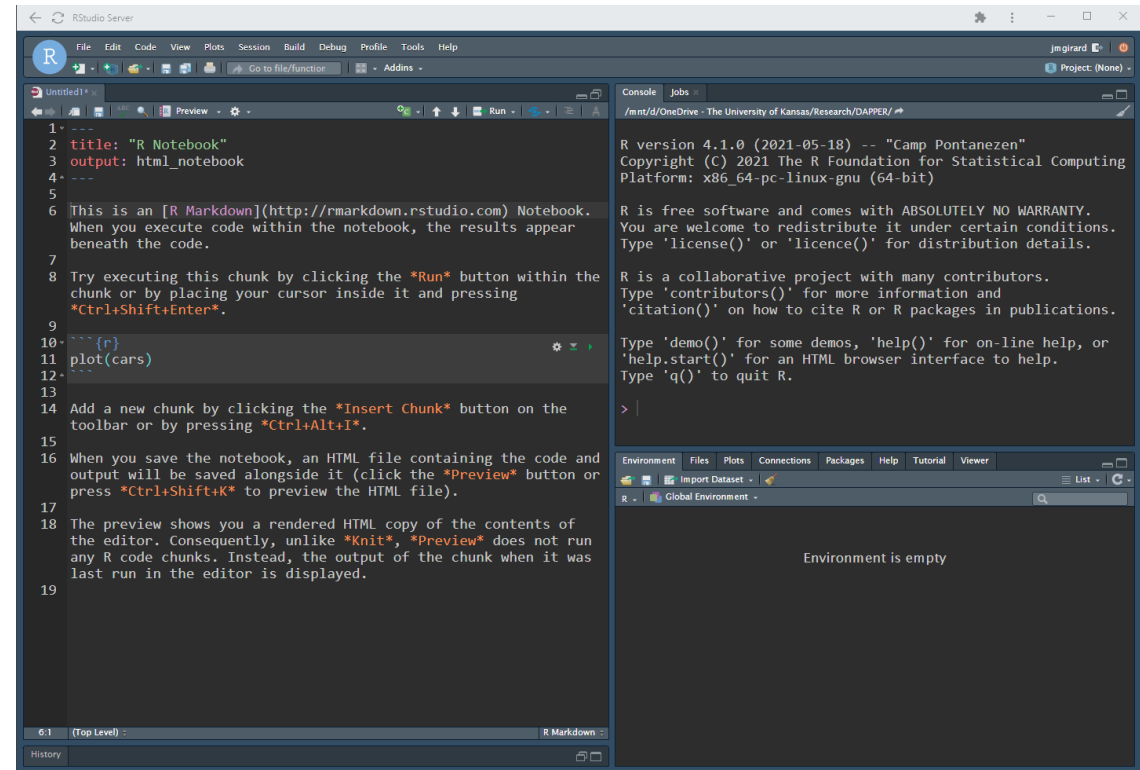 RStudio Server
R
File Edit Code View Plots Session Build Debug Profile Tools Help
jmgirard
Go to file/function
Addins
Project: (None)
Untitled1*
ABC
Preview
Run
1 ---
2 title: "R Notebook"
3 output: html_notebook
4 ---
5
6 This is an [R Markdown](http://rmarkdown.rstudio.com) Notebook.
When you execute code within the notebook, the results appear
beneath the code.
7
8 Try executing this chunk by clicking the *Run* button within the
chunk or by placing your cursor inside it and pressing
*Ctrl+Shift+Enter*.
9
10 ```{r}
11 plot(cars)
12 ```
13
14 Add a new chunk by clicking the *Insert Chunk* button on the
toolbar or by pressing *Ctrl+Alt+I*.
15
16 When you save the notebook, an HTML file containing the code and
output will be saved alongside it (click the *Preview* button or
press *Ctrl+Shift+K* to preview the HTML file).
17
18 The preview shows you a rendered HTML copy of the contents of
the editor. Consequently, unlike *Knit*, *Preview* does not run
any R code chunks. Instead, the output of the chunk when it was
last run in the editor is displayed.
19
6:1 (Top Level) R Markdown
History
Console Jobs
/mnt/d/OneDrive - The University of Kansas/Research/DAPPER/
R version 4.1.0 (2021-05-18) -- "Camp Pontanezen"
Copyright (C) 2021 The R Foundation for Statistical Computing
Platform: x86_64-pc-linux-gnu (64-bit)
R is free software and comes with ABSOLUTELY NO WARRANTY.
You are welcome to redistribute it under certain conditions.
Type 'license()' or 'licence()' for distribution details.
R is a collaborative project with many contributors.
Type 'contributors()' for more information and
'citation()' on how to cite R or R packages in publications.
Type 'demo()' for some demos, 'help()' for on-line help, or
'help.start()' for an HTML browser interface to help.
Type 'q()' to quit R.
>
Environment Files Plots Connections Packages Help Tutorial Viewer
Import Dataset
List
R Global Environment
Environment is empty